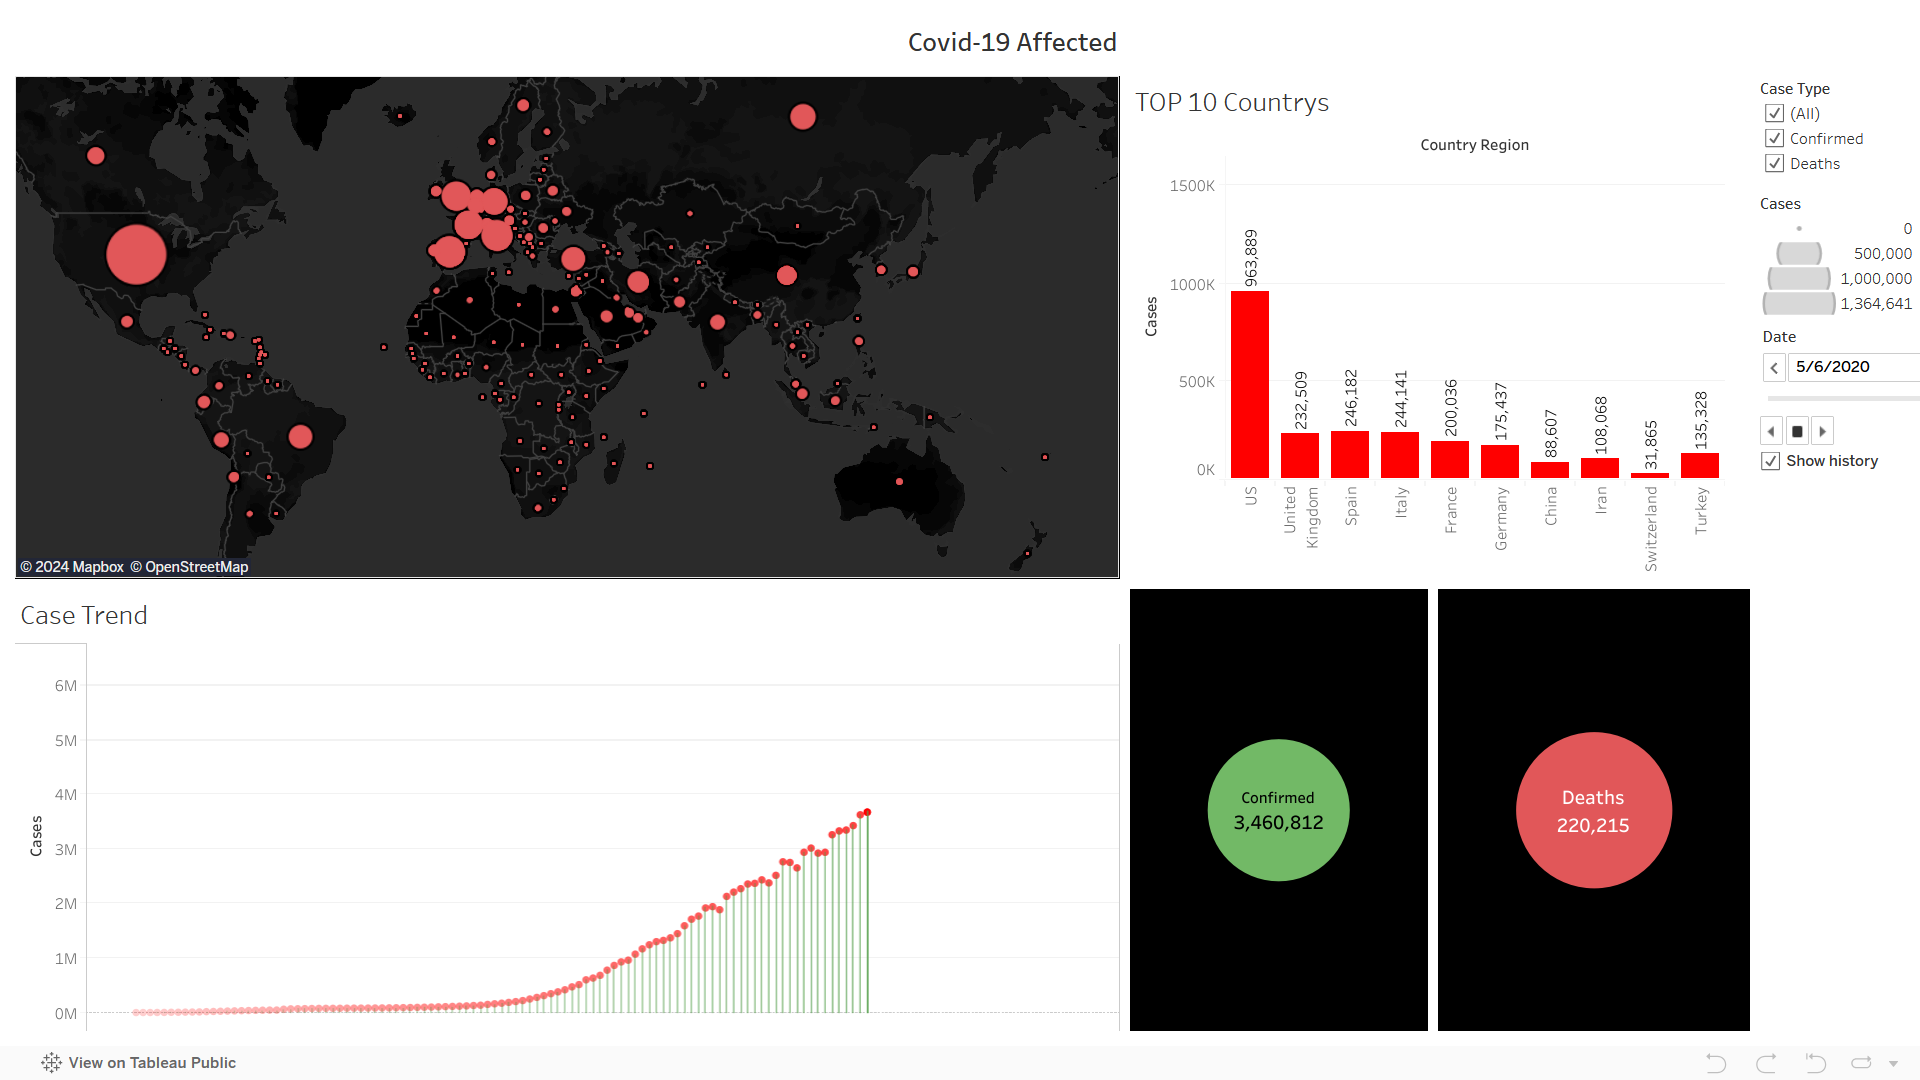 Covid-19 Affected
© 2024 Mapbox © OpenStreetMap
TOP 10 Countrys
Country Region
Cases
1500K
1000K
500K
0K
963,889
232,509
246,182
244,141
200,036
175,437
88,607
108,068
31,865
135,328
US
United
Kingdom
Spain
Italy
France
Germany
China
Iran
Switzerland
Turkey
Case Type
(All)
Confirmed
Deaths
Cases
0
500,000
1,000,000
1,364,641
Date
5/6/2020
Show history
Case Trend
Cases
6M
5M
4M
3M
2M
1M
0M
Confirmed
3,460,812
Deaths
220,215
View on Tableau Public